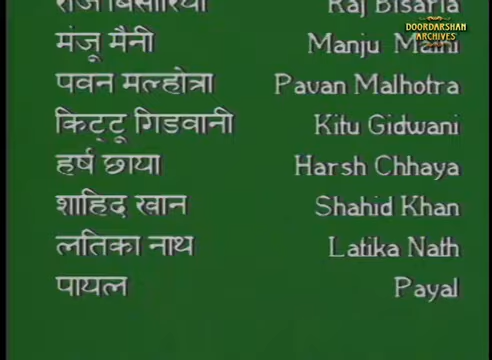 राज बिसारिया Raj Bisaria
DOORDARSHAN
ARCHIVES
मंजू मैनी Manju Maini
पवन मल्होत्रा Pavan Malhotra
किट्टू गिडवानी Kitu Gidwani
हर्ष छाया Harsh Chhaya
शाहिद खान Shahid Khan
लतिका नाथ Latika Nath
पायल Payal